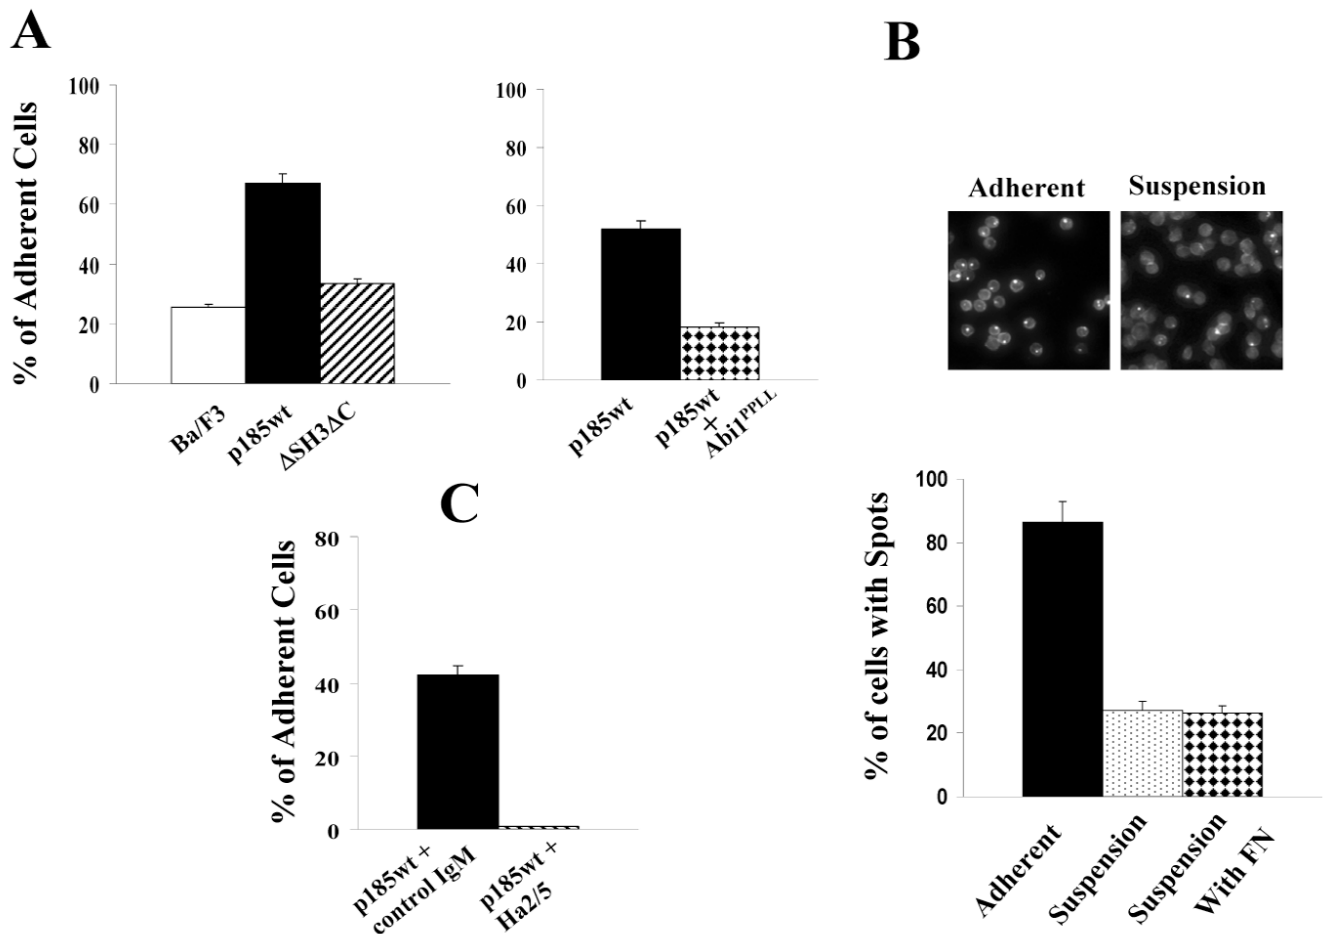 A
B
% of Adherent Cells
100
80
60
40
20
0
Ba/F3
p185wt
ΔSH3ΔC
100
80
60
40
20
0
p185wt
p185wt
+
Abi1PPLL
Adherent
Suspension
C
% of Adherent Cells
80
60
40
20
0
p185wt +
control IgM
p185wt +
Ha2/5
% of cells with Spots
100
80
60
40
20
0
Adherent
Suspension
Suspension
With FN